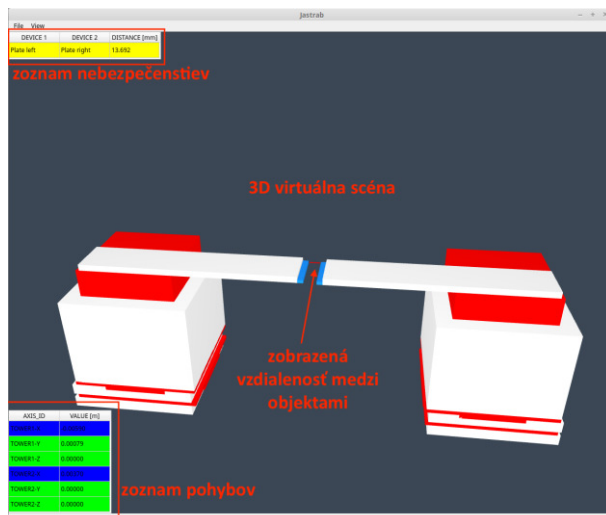 Jastrab
File View
DEVICE 1 DEVICE 2 DISTANCE [mm]
Plate left Plate right 13.692
zoznam nebezpečenstiev
3D virtuálna scéna
zobrazená
vzdialenosť medzi
objektami
AXIS_ID VALUE [m]
TOWER1-Y 0.00079
TOWER1-Z 0.00000
TOWER2-Y 0.00000
TOWER2-Z 0.00000
zoznam pohybov